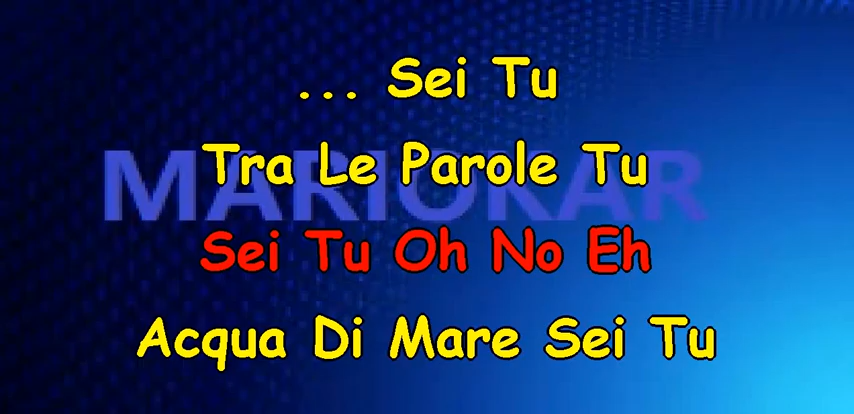 ... Sei Tu
Tra Le Parole Tu
MARIOKAR
Sei Tu Oh No Eh
Acqua Di Mare Sei Tu